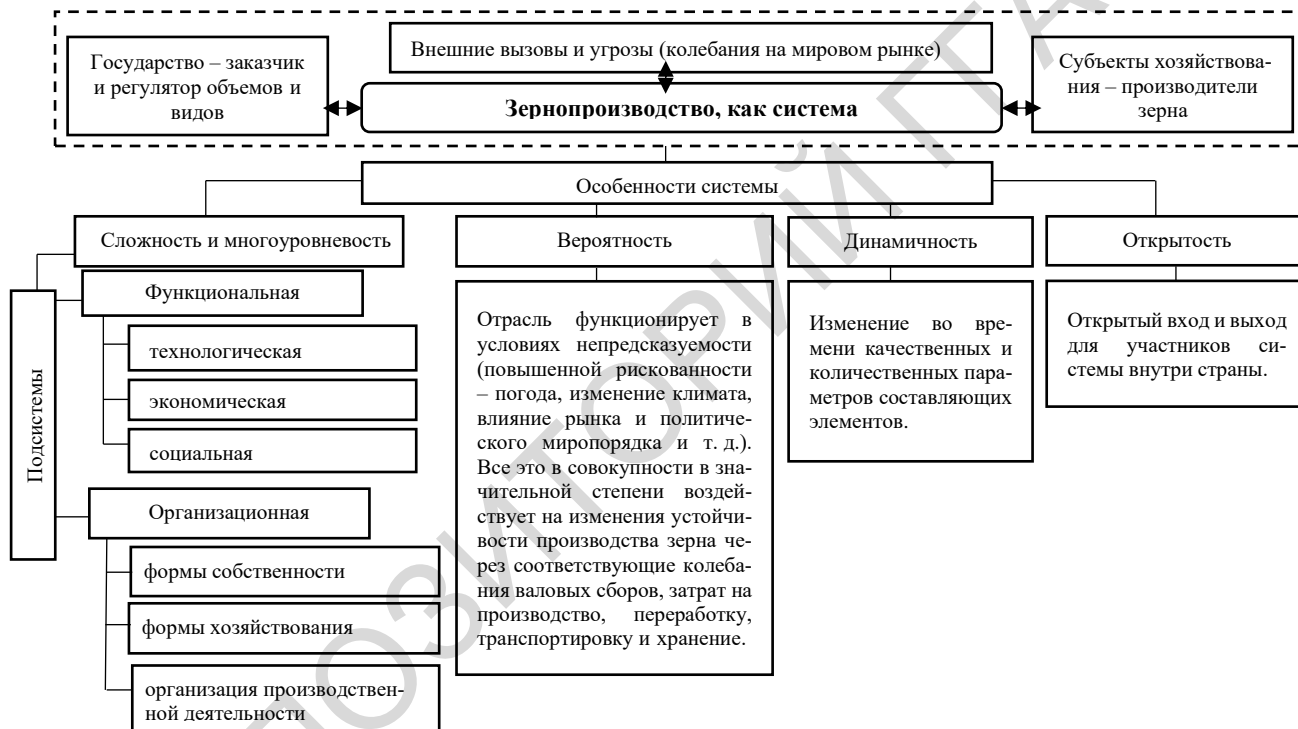 Внешние вызовы и угрозы (колебания на мировом рынке)
Государство – заказчик
и регулятор объемов и
видов
Зернопроизводство, как система
Субъекты хозяйствова-
ния – производители
зерна
Особенности системы
Сложность и многоуровневость
Вероятность
Динамичность
Открытость
Подсистемы
Функциональная
технологическая
экономическая
социальная
Организационная
формы собственности
формы хозяйствования
организация производствен-
ной деятельности
Отрасль функционирует в
условиях непредсказуемости
(повышенной рискованности
– погода, изменение климата,
влияние рынка и политиче-
ского миропорядка и т. д.).
Все это в совокупности в зна-
чительной степени воздей-
ствует на изменения устойчи-
вости производства зерна че-
рез соответствующие колеба-
ния валовых сборов, затрат на
производство, переработку,
транспортировку и хранение.
Изменение во вре-
мени качественных и
количественных пара-
метров составляющих
элементов.
Открытый вход и выход
для участников си-
стемы внутри страны.
ПОЗИТОРИЙ ГГА